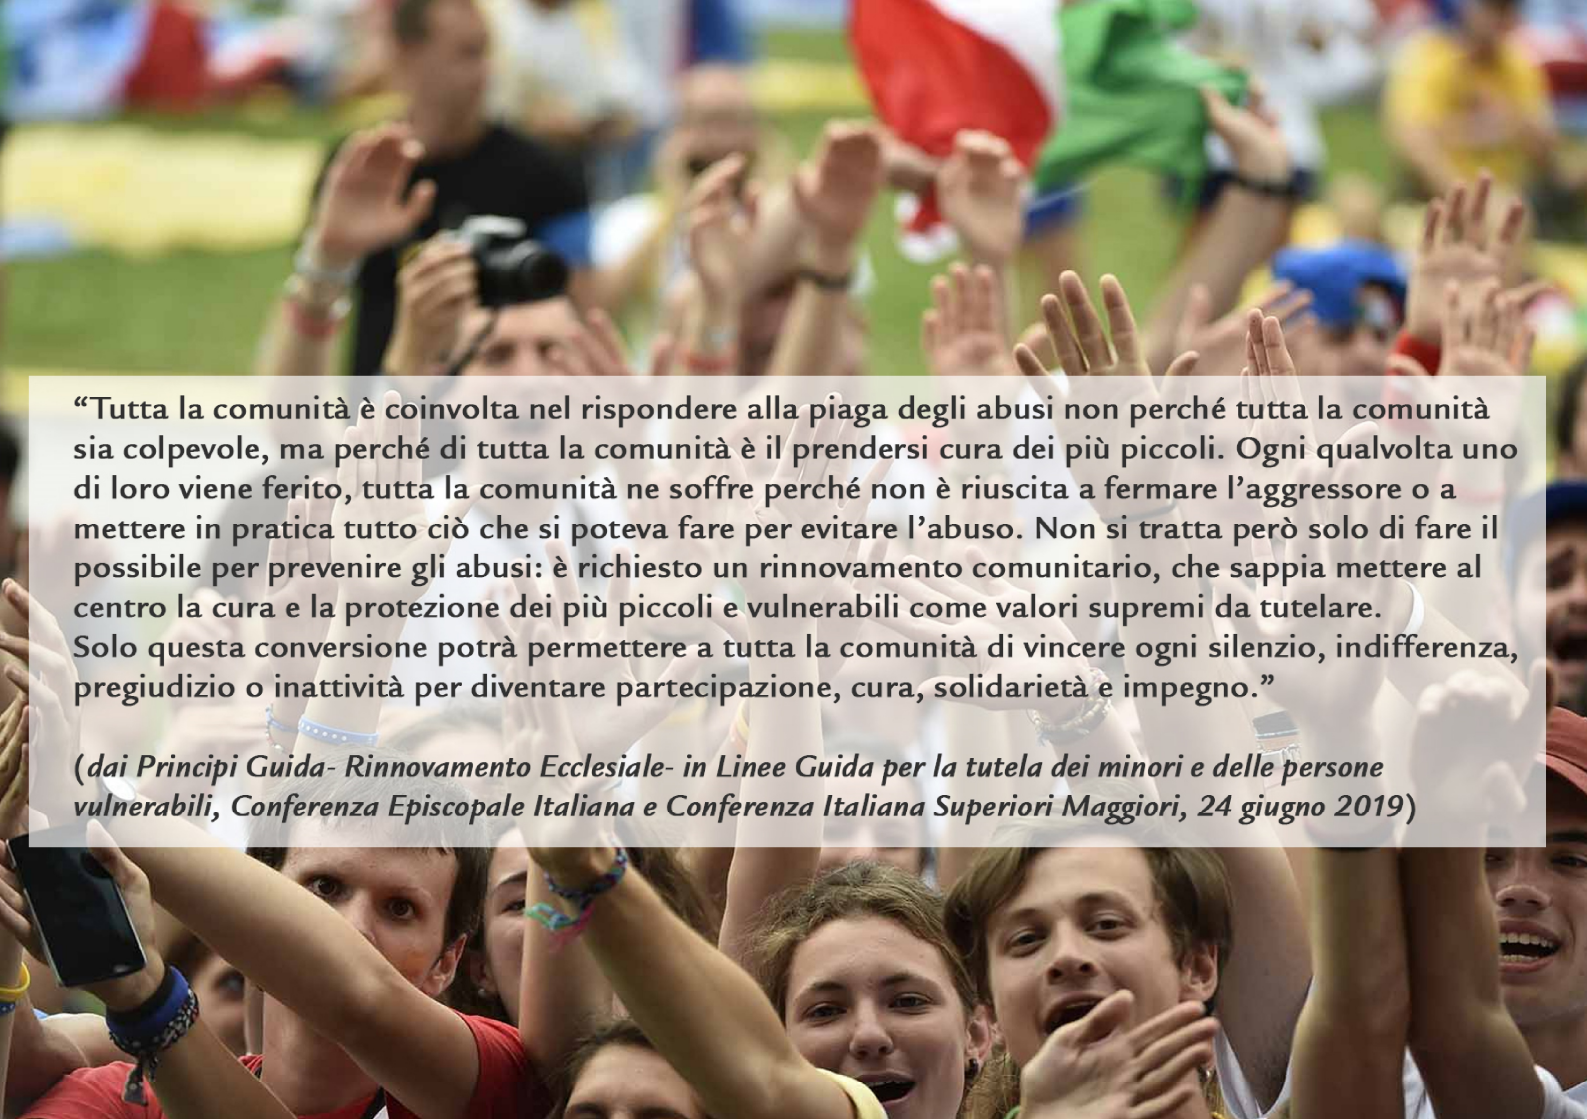 “Tutta la comunità è coinvolta nel rispondere alla piaga degli abusi non perché tutta la comunità
sia colpevole, ma perché di tutta la comunità è il prendersi cura dei più piccoli. Ogni qualvolta uno
di loro viene ferito, tutta la comunità ne soffre perché non è riuscita a fermare l’aggressore o a
mettere in pratica tutto ciò che si poteva fare per evitare l’abuso. Non si tratta però solo di fare il
possibile per prevenire gli abusi: è richiesto un rinnovamento comunitario, che sappia mettere al
centro la cura e la protezione dei più piccoli e vulnerabili come valori supremi da tutelare.
Solo questa conversione potrà permettere a tutta la comunità di vincere ogni silenzio, indifferenza,
pregiudizio o inattività per diventare partecipazione, cura, solidarietà e impegno.”
(dai Principi Guida- Rinnovamento Ecclesiale- in Linee Guida per la tutela dei minori e delle persone
vulnerabili, Conferenza Episcopale Italiana e Conferenza Italiana Superiori Maggiori, 24 giugno 2019)